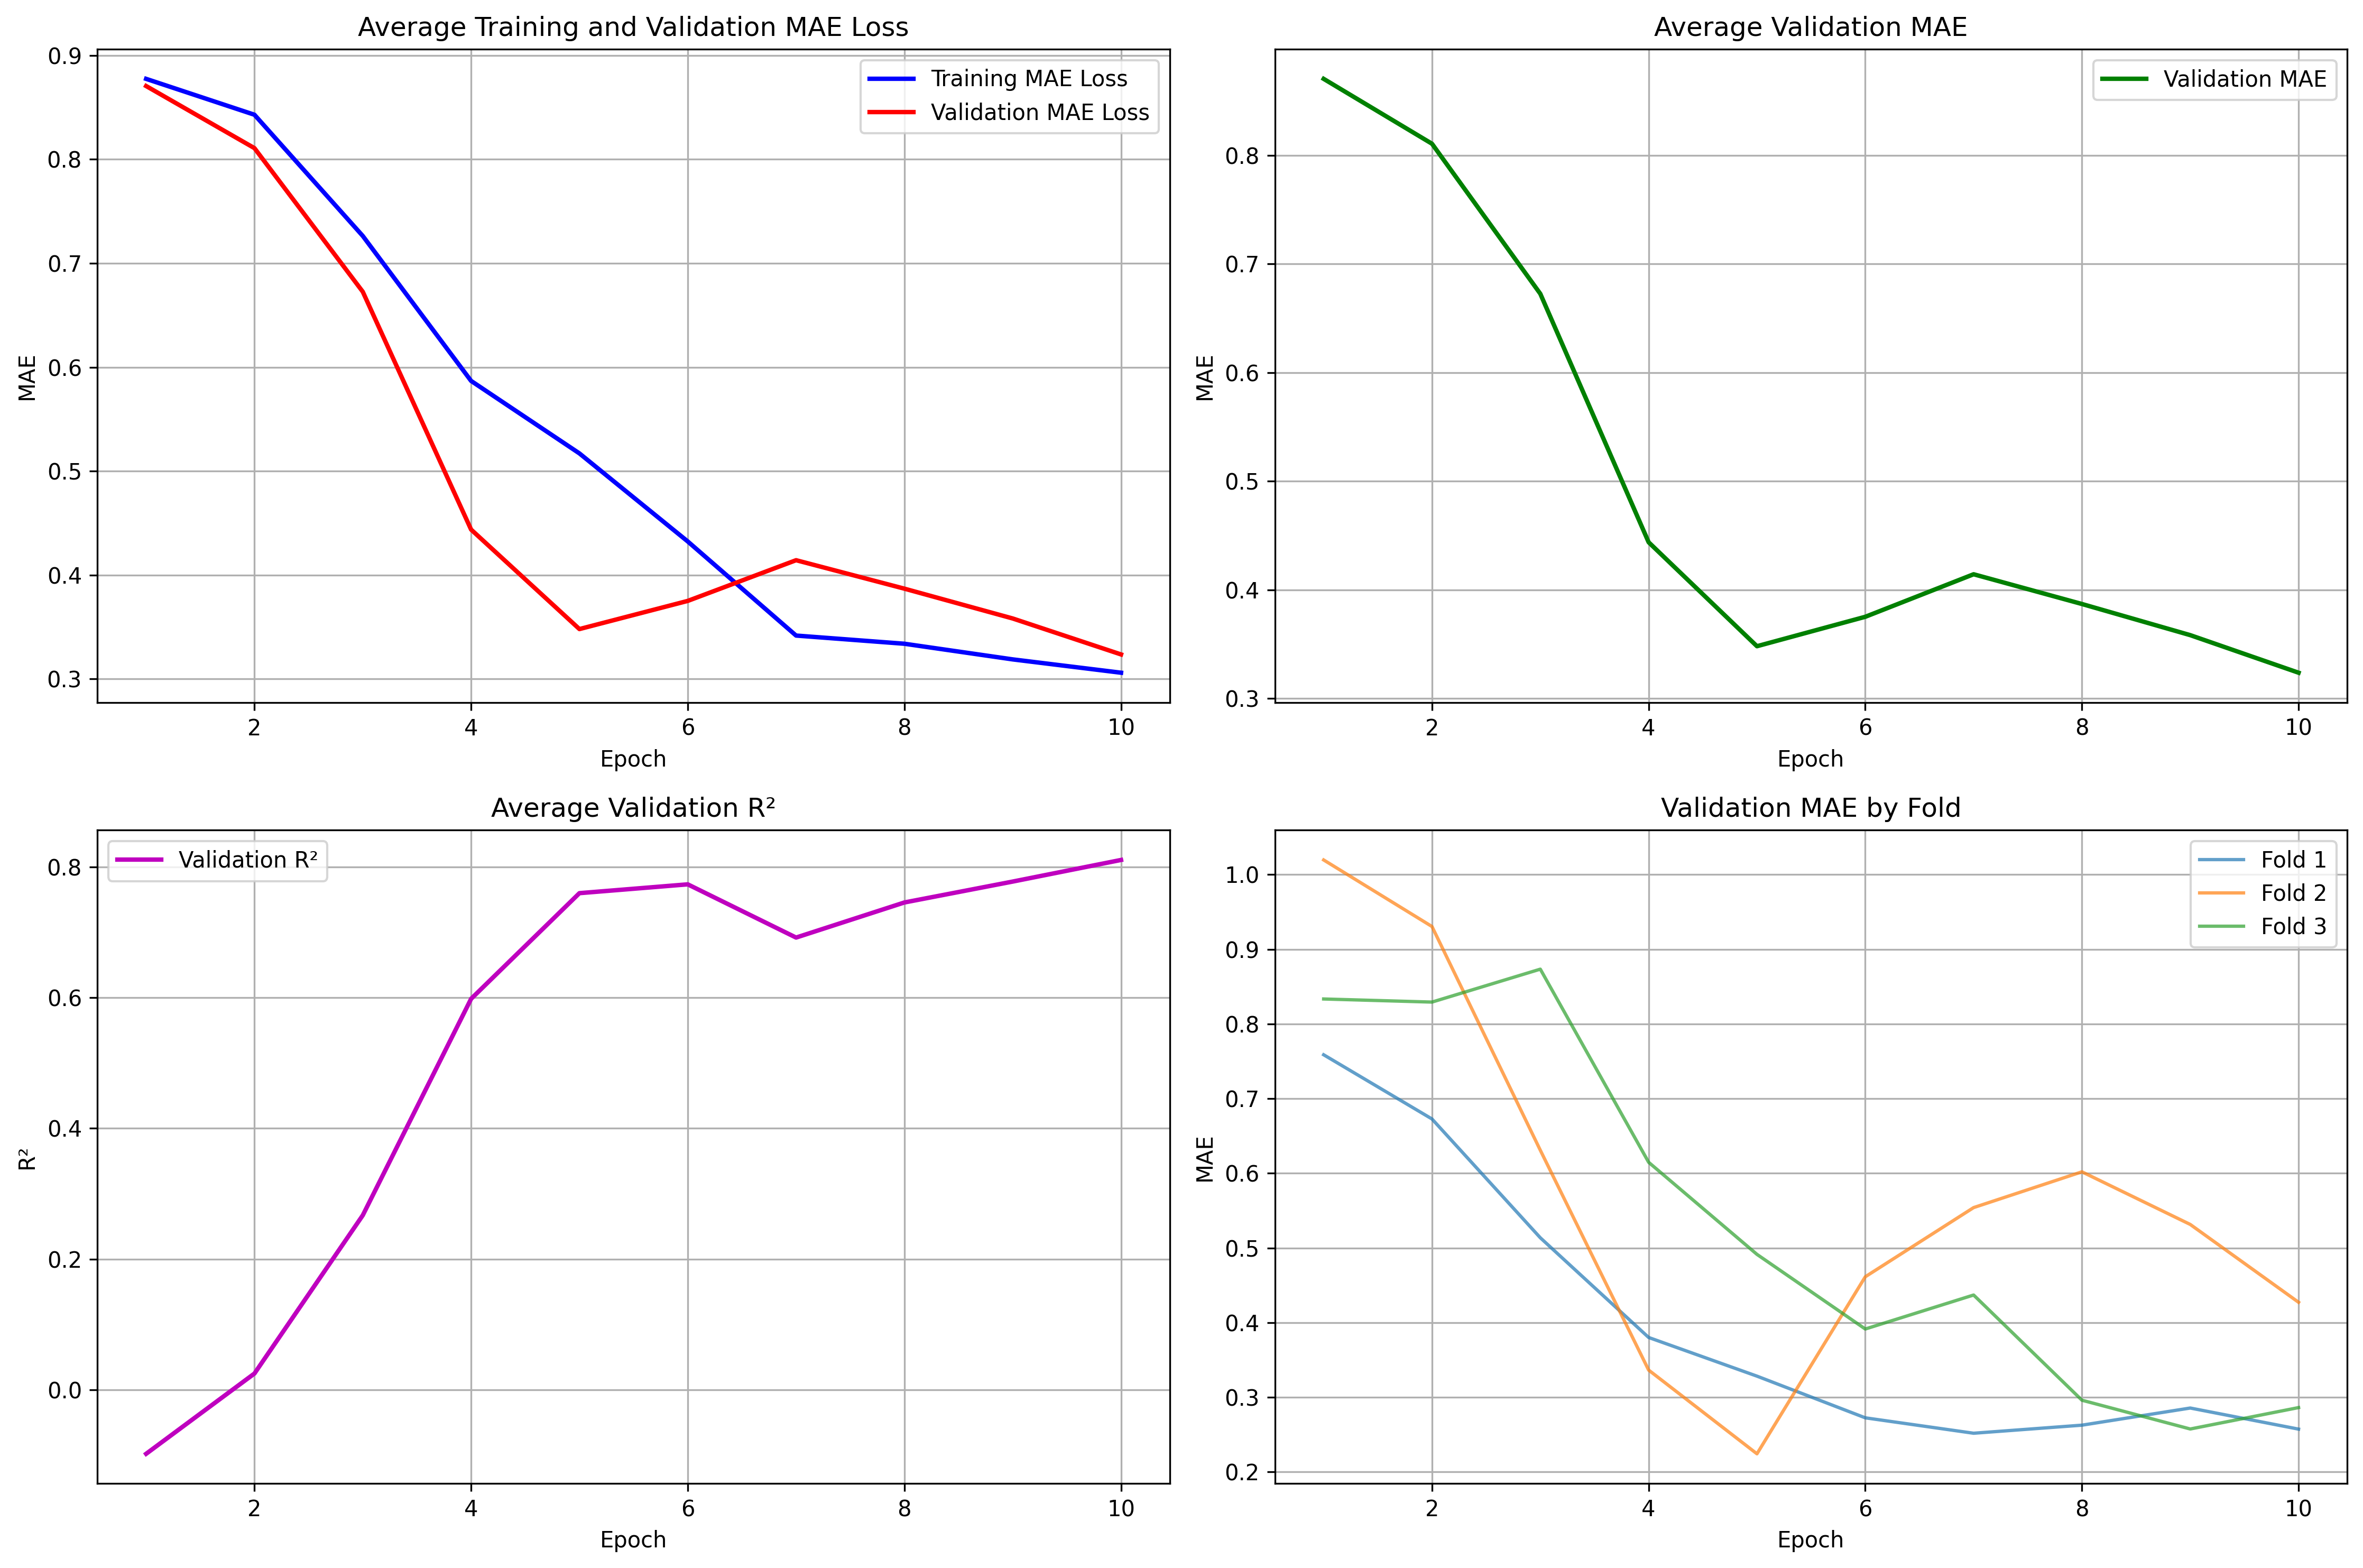 Average Training and Validation MAE Loss
MAE
0.9
0.8
0.7
0.6
0.5
0.4
0.3
Training MAE Loss
Validation MAE Loss
2
4
6
8
10
Epoch
Average Validation MAE
MAE
0.8
0.7
0.6
0.5
0.4
0.3
Validation MAE
2
4
6
8
10
Epoch
Average Validation R²
R²
0.8
0.6
0.4
0.2
0.0
Validation R²
2
4
6
8
10
Epoch
Validation MAE by Fold
MAE
1.0
0.9
0.8
0.7
0.6
0.5
0.4
0.3
0.2
Fold 1
Fold 2
Fold 3
2
4
6
8
10
Epoch